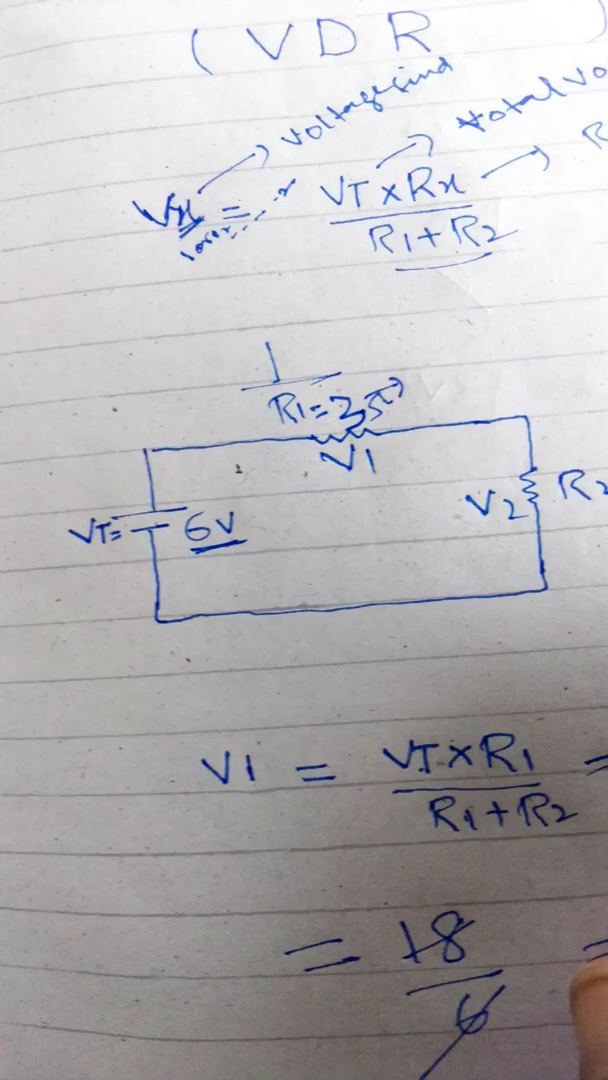 ( VDR )
Voltage find
total vo
Vx = VT x Rx R
R1 + R2
R1 = 3Ω
V1
VT = 6V V2 R2
V1 = VT x R1 =
R1 + R2
= 18 =
6